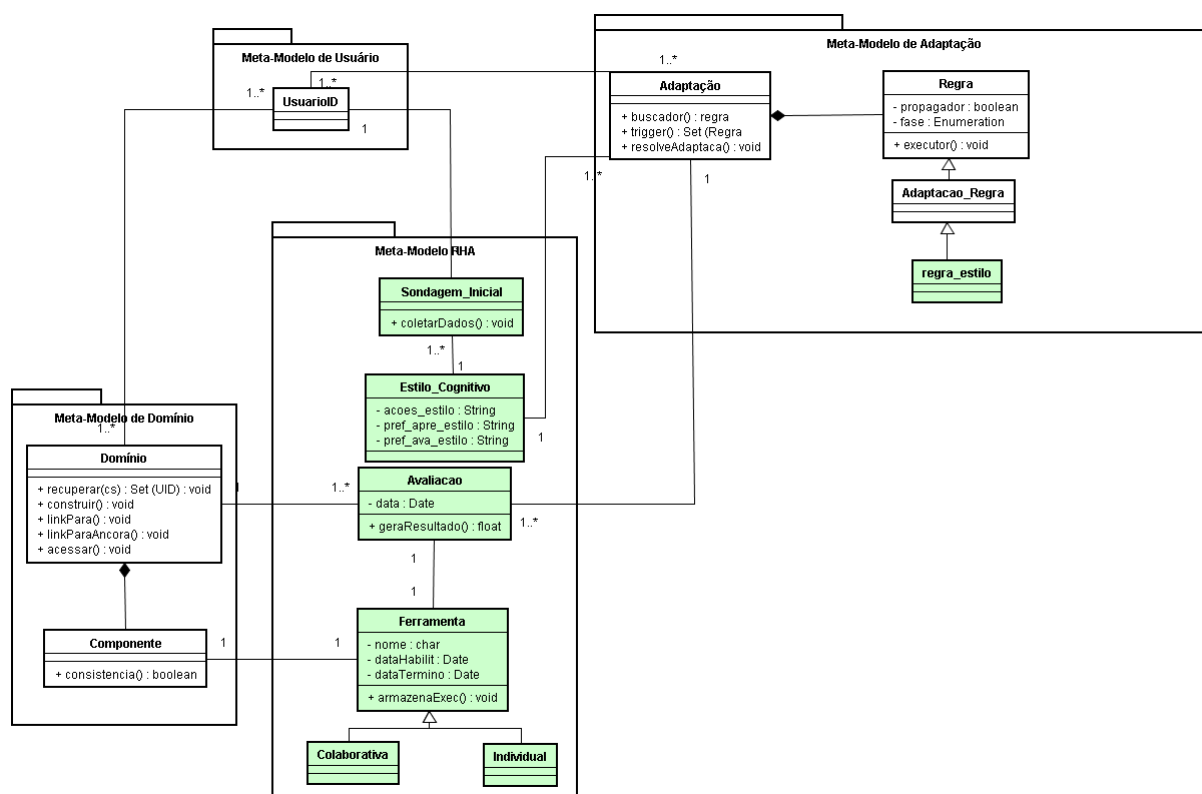 Meta-Modelo de Usuário
1..*
1..*
UsuarioID
1
Meta-Modelo de Adaptação
1..*
Adaptação
+ buscador() : regra
+ trigger() : Set (Regra
+ resolveAdaptaca() : void
1..*
1
Regra
- propagador : boolean
- fase : Enumeration
+ executor() : void
Adaptacao_Regra
regra_estilo
Meta-Modelo RHA
Sondagem_Inicial
+ coletarDados() : void
1..*
1
Estilo_Cognitivo
- acoes_estilo : String
- pref_apre_estilo : String
- pref_ava_estilo : String
1
Meta-Modelo de Domínio
1..*
Domínio
+ recuperar(cs) : Set (UID) : void
+ construir() : void
+ linkPara() : void
+ linkParaAncora() : void
+ acessar() : void
1
1..*
Avaliacao
- data : Date
+ geraResultado() : float
1..*
1
1
Componente
+ consistencia() : boolean
1
1
Ferramenta
- nome : char
- dataHabilit : Date
- dataTermino : Date
+ armazenaExec() : void
Colaborativa
Individual